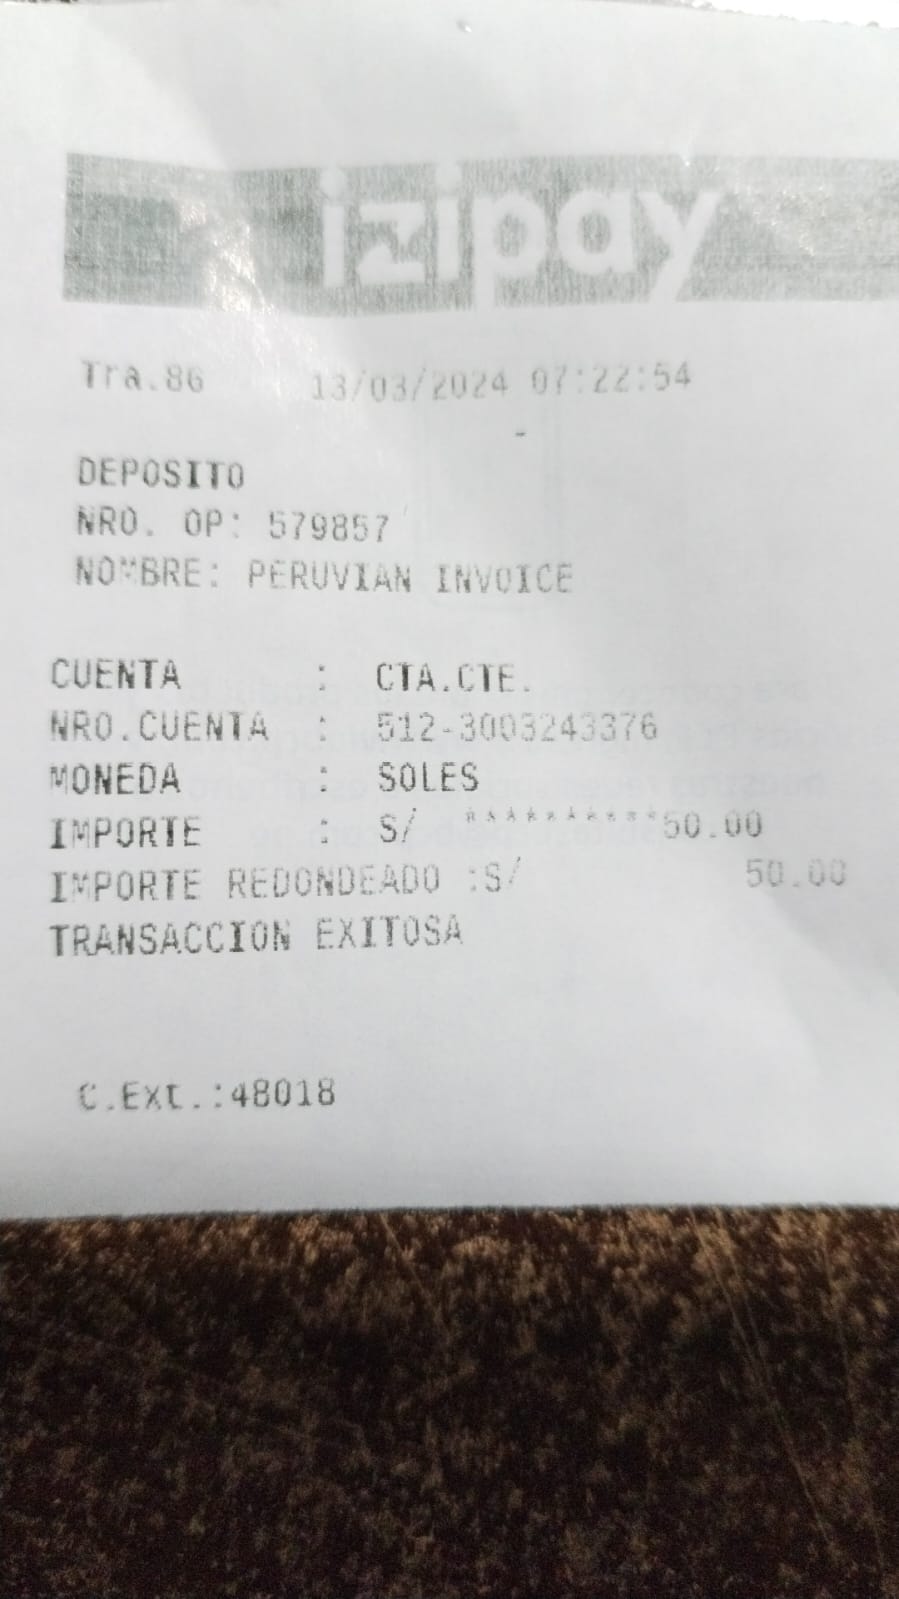 izipay
Tra.86 13/03/2024 07:22:54
DEPOSITO
NRO. OP: 579857
NOMBRE: PERUVIAN INVOICE
CUENTA : CTA.CTE.
NRO.CUENTA : 512-3003243376
MONEDA : SOLES
IMPORTE : S/ **********50.00
IMPORTE REDONDEADO :S/ 50.00
TRANSACCION EXITOSA
C.Ext.:48018